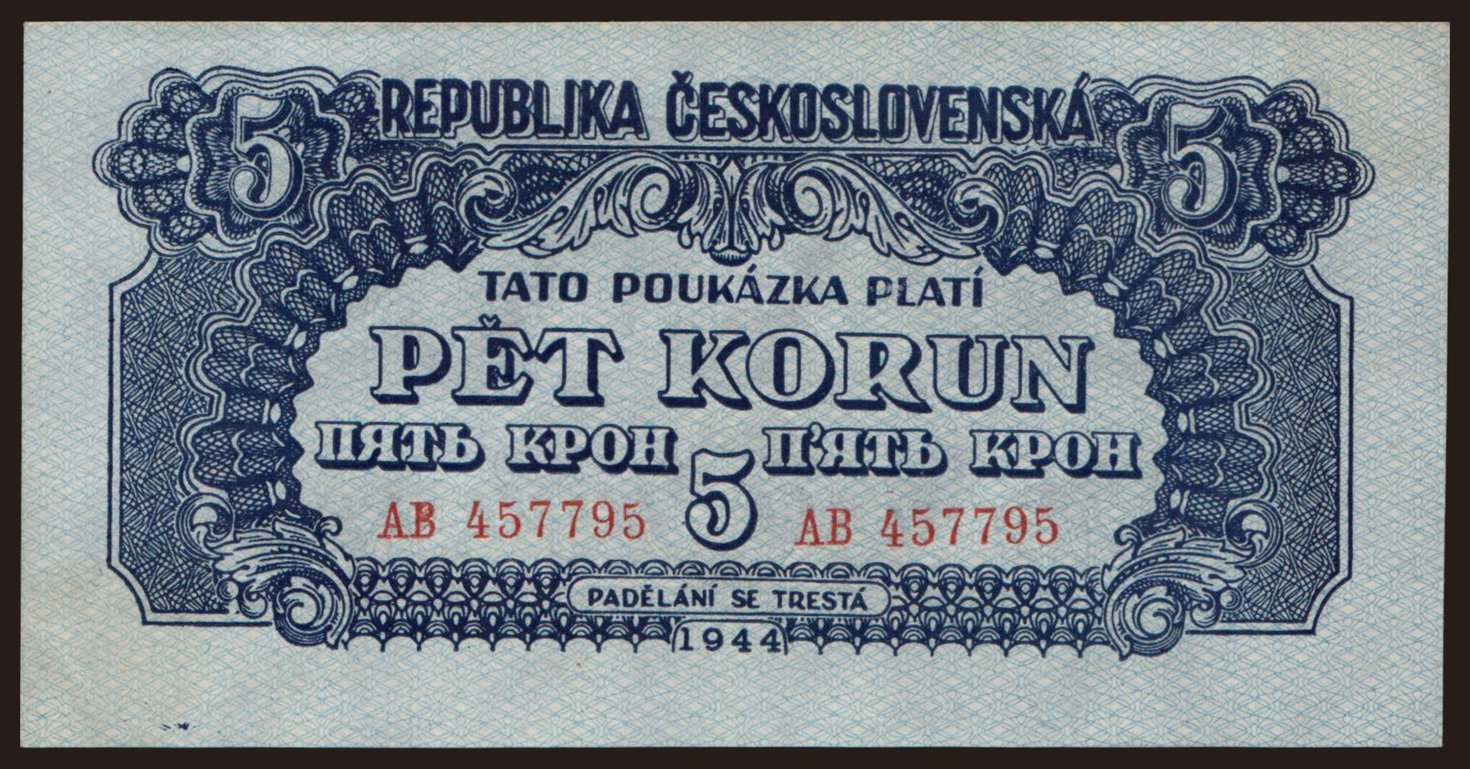 5 REPUBLIKA ČESKOSLOVENSKÁ 5
TATO POUKÁZKA PLATÍ
PĚT KORUN
ПЯТЬ КРОН 5 П'ЯТЬ КРОН
AB 457795 AB 457795
PADĚLÁNÍ SE TRESTÁ
1944